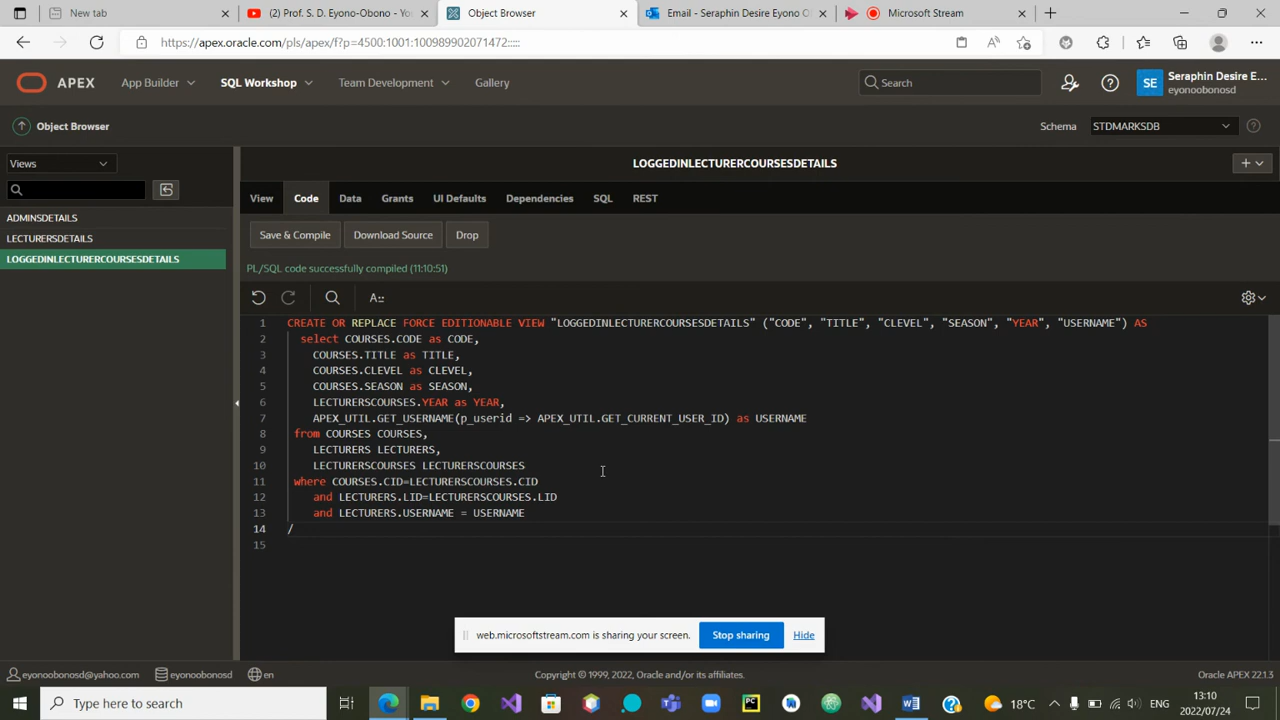 New tab
(2) Prof. S. D. Eyono-Obono - Yo
Object Browser
Email - Seraphin Desire Eyono O
Microsoft Stream
https://apex.oracle.com/pls/apex/f?p=4500:1001:100989902071472:::::
APEX
App Builder
SQL Workshop
Team Development
Gallery
Search
SE
Seraphin Desire E...
eyonoobonosd
Object Browser
Schema
STDMARKSDB
Views
LOGGEDINLECTURERCOURSESDETAILS
View
Code
Data
Grants
UI Defaults
Dependencies
SQL
REST
ADMINSDETAILS
LECTURERSDETAILS
LOGGEDINLECTURERCOURSESDETAILS
Save & Compile
Download Source
Drop
PL/SQL code successfully compiled (11:10:51)
A..
1 CREATE OR REPLACE FORCE EDITIONABLE VIEW "LOGGEDINLECTURERCOURSESDETAILS" ("CODE", "TITLE", "CLEVEL", "SEASON", "YEAR", "USERNAME") AS
2 select COURSES.CODE as CODE,
3 COURSES.TITLE as TITLE,
4 COURSES.CLEVEL as CLEVEL,
5 COURSES.SEASON as SEASON,
6 LECTURERSCOURSES.YEAR as YEAR,
7 APEX_UTIL.GET_USERNAME(p_userid => APEX_UTIL.GET_CURRENT_USER_ID) as USERNAME
8 from COURSES COURSES,
9 LECTURERS LECTURERS,
10 LECTURERSCOURSES LECTURERSCOURSES
11 where COURSES.CID=LECTURERSCOURSES.CID
12 and LECTURERS.LID=LECTURERSCOURSES.LID
13 and LECTURERS.USERNAME = USERNAME
14 /
15
web.microsoftstream.com is sharing your screen.
Stop sharing
Hide
eyonoobonosd@yahoo.com
eyonoobonosd
en
Copyright © 1999, 2022, Oracle and/or its affiliates.
Oracle APEX 22.1.3
Type here to search
18°C
13:10
2022/07/24